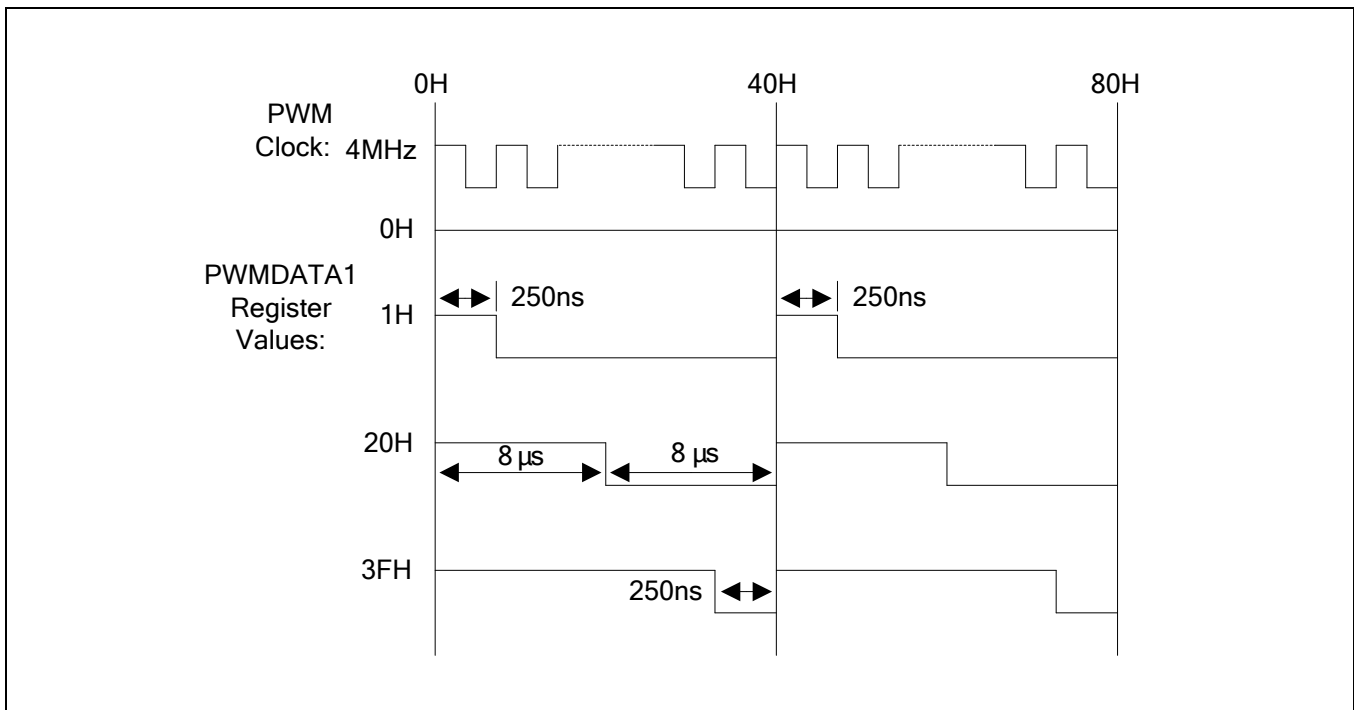 0H 40H 80H
PWM
Clock: 4MHz
0H
PWMDATA1
Register
Values:
1H
250ns 250ns
20H
8 µs 8 µs
3FH
250ns